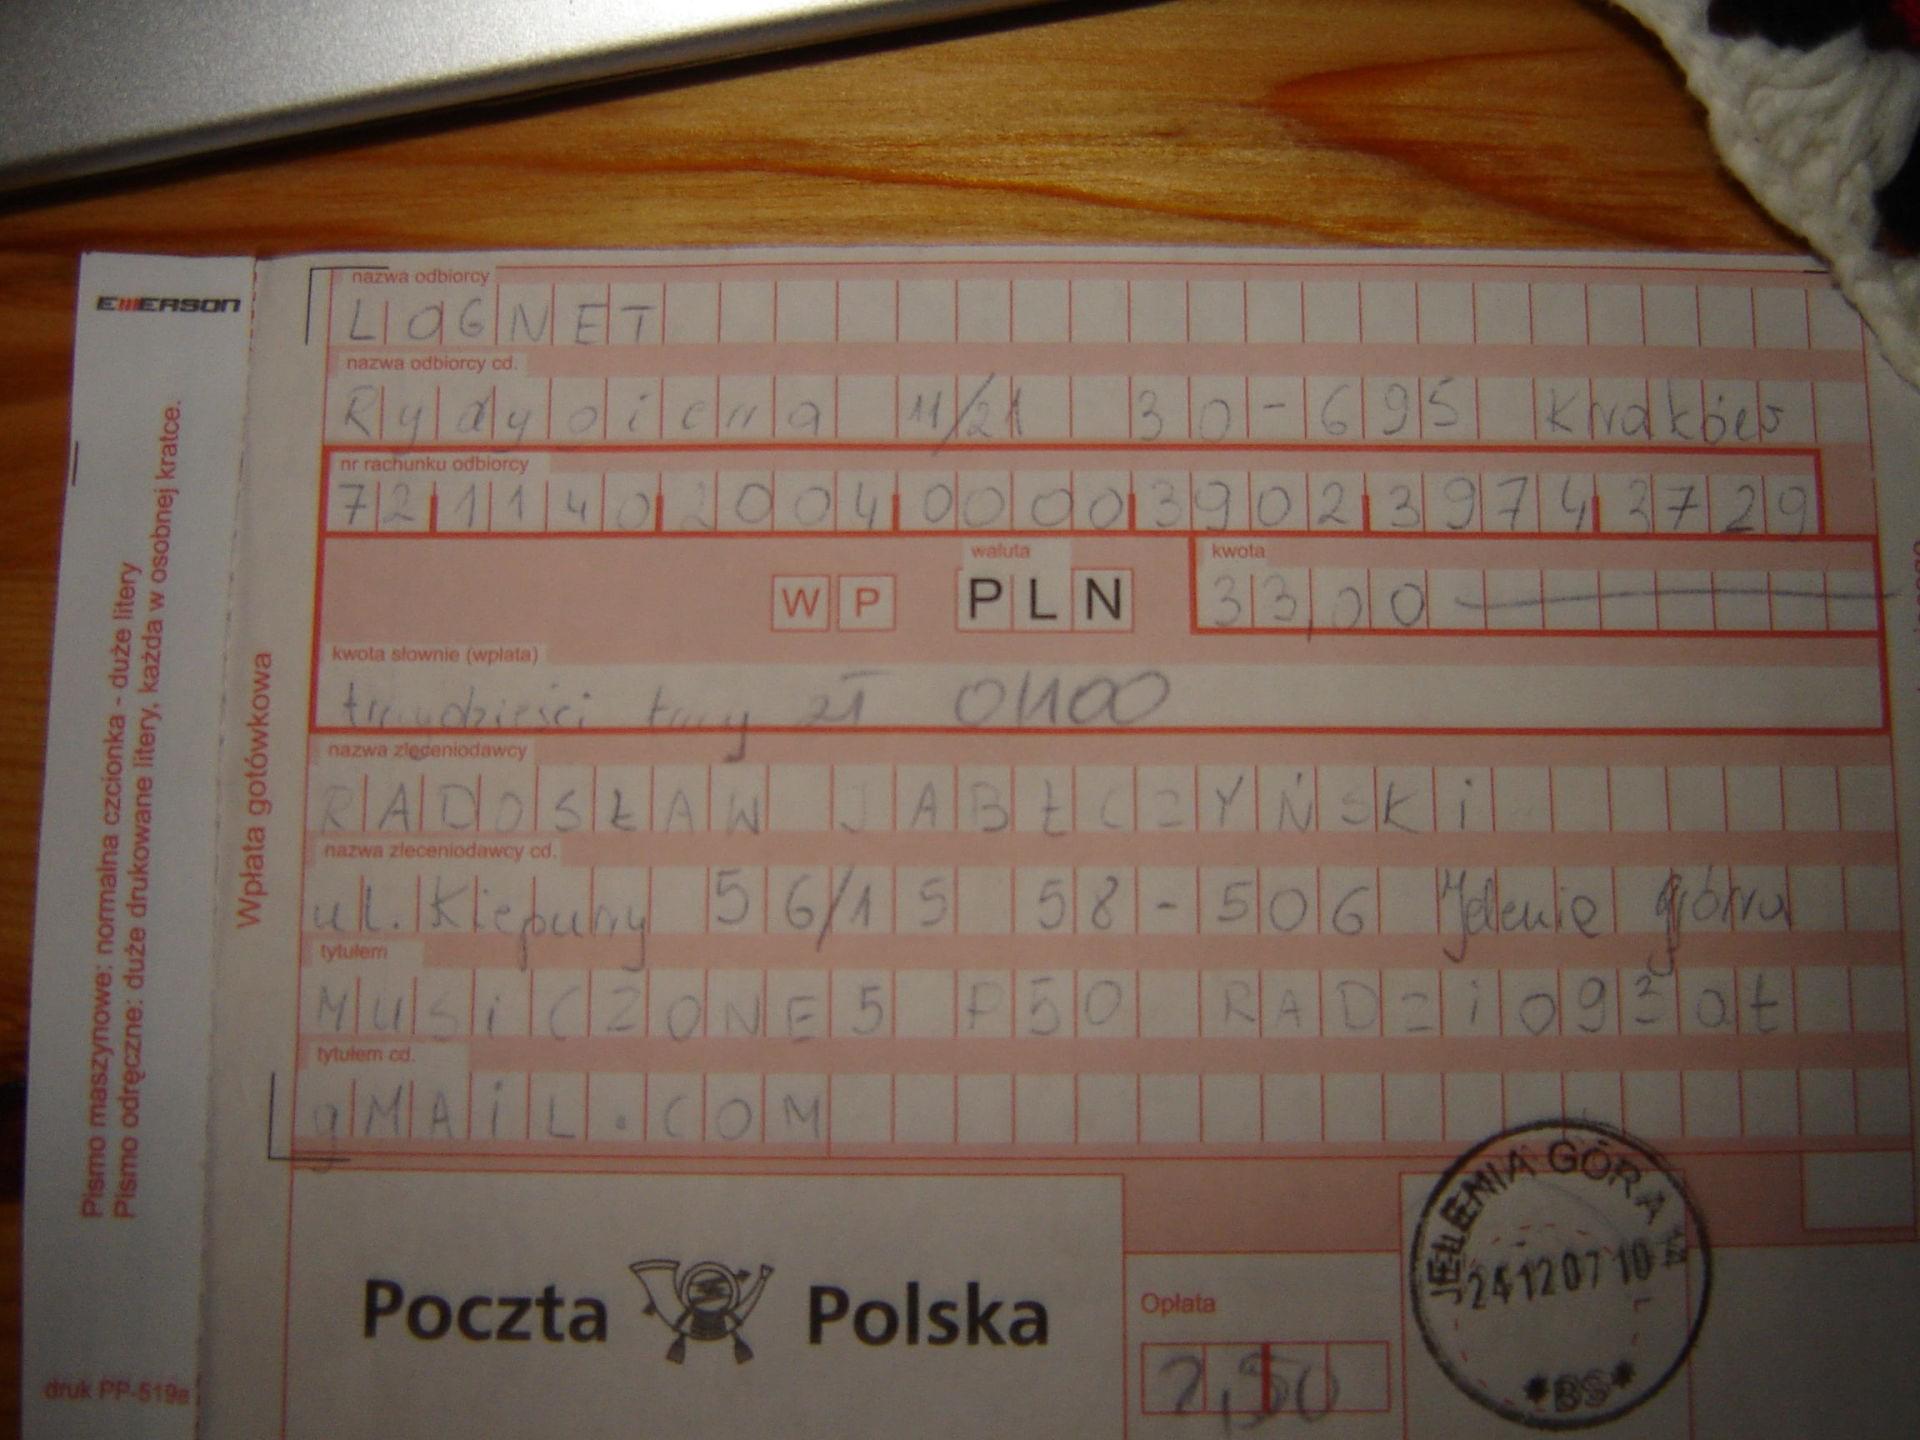 EMERSON
Pismo maszynowe: normalna czcionka - duże litery
Pismo odręczne: duże drukowane litery, każda w osobnej kratce.
druk PP-519a
Wpłata gotówkowa
nazwa odbiorcy
LOGNET
nazwa odbiorcy cd.
11/21 30-695 Kraków
nr rachunku odbiorcy
72 1140 2004 0000 3902 3974 3729
waluta
kwota
WP PLN 33,00
kwota słownie (wpłata)
trzydzieści trzy zł 0/100
nazwa zleceniodawcy
RADOSŁAW JABŁCZYŃSKi
nazwa zleceniodawcy cd.
ul. Kiepury 56/15 58-506 Jelenia góra
tytułem
MUSiCZONE5 P50 RADZiO93 at
tytułem cd.
gMAiL.COM
Poczta Polska
Opłata
2,50
JELENIA GÓRA
24 12 07 10
*BS*